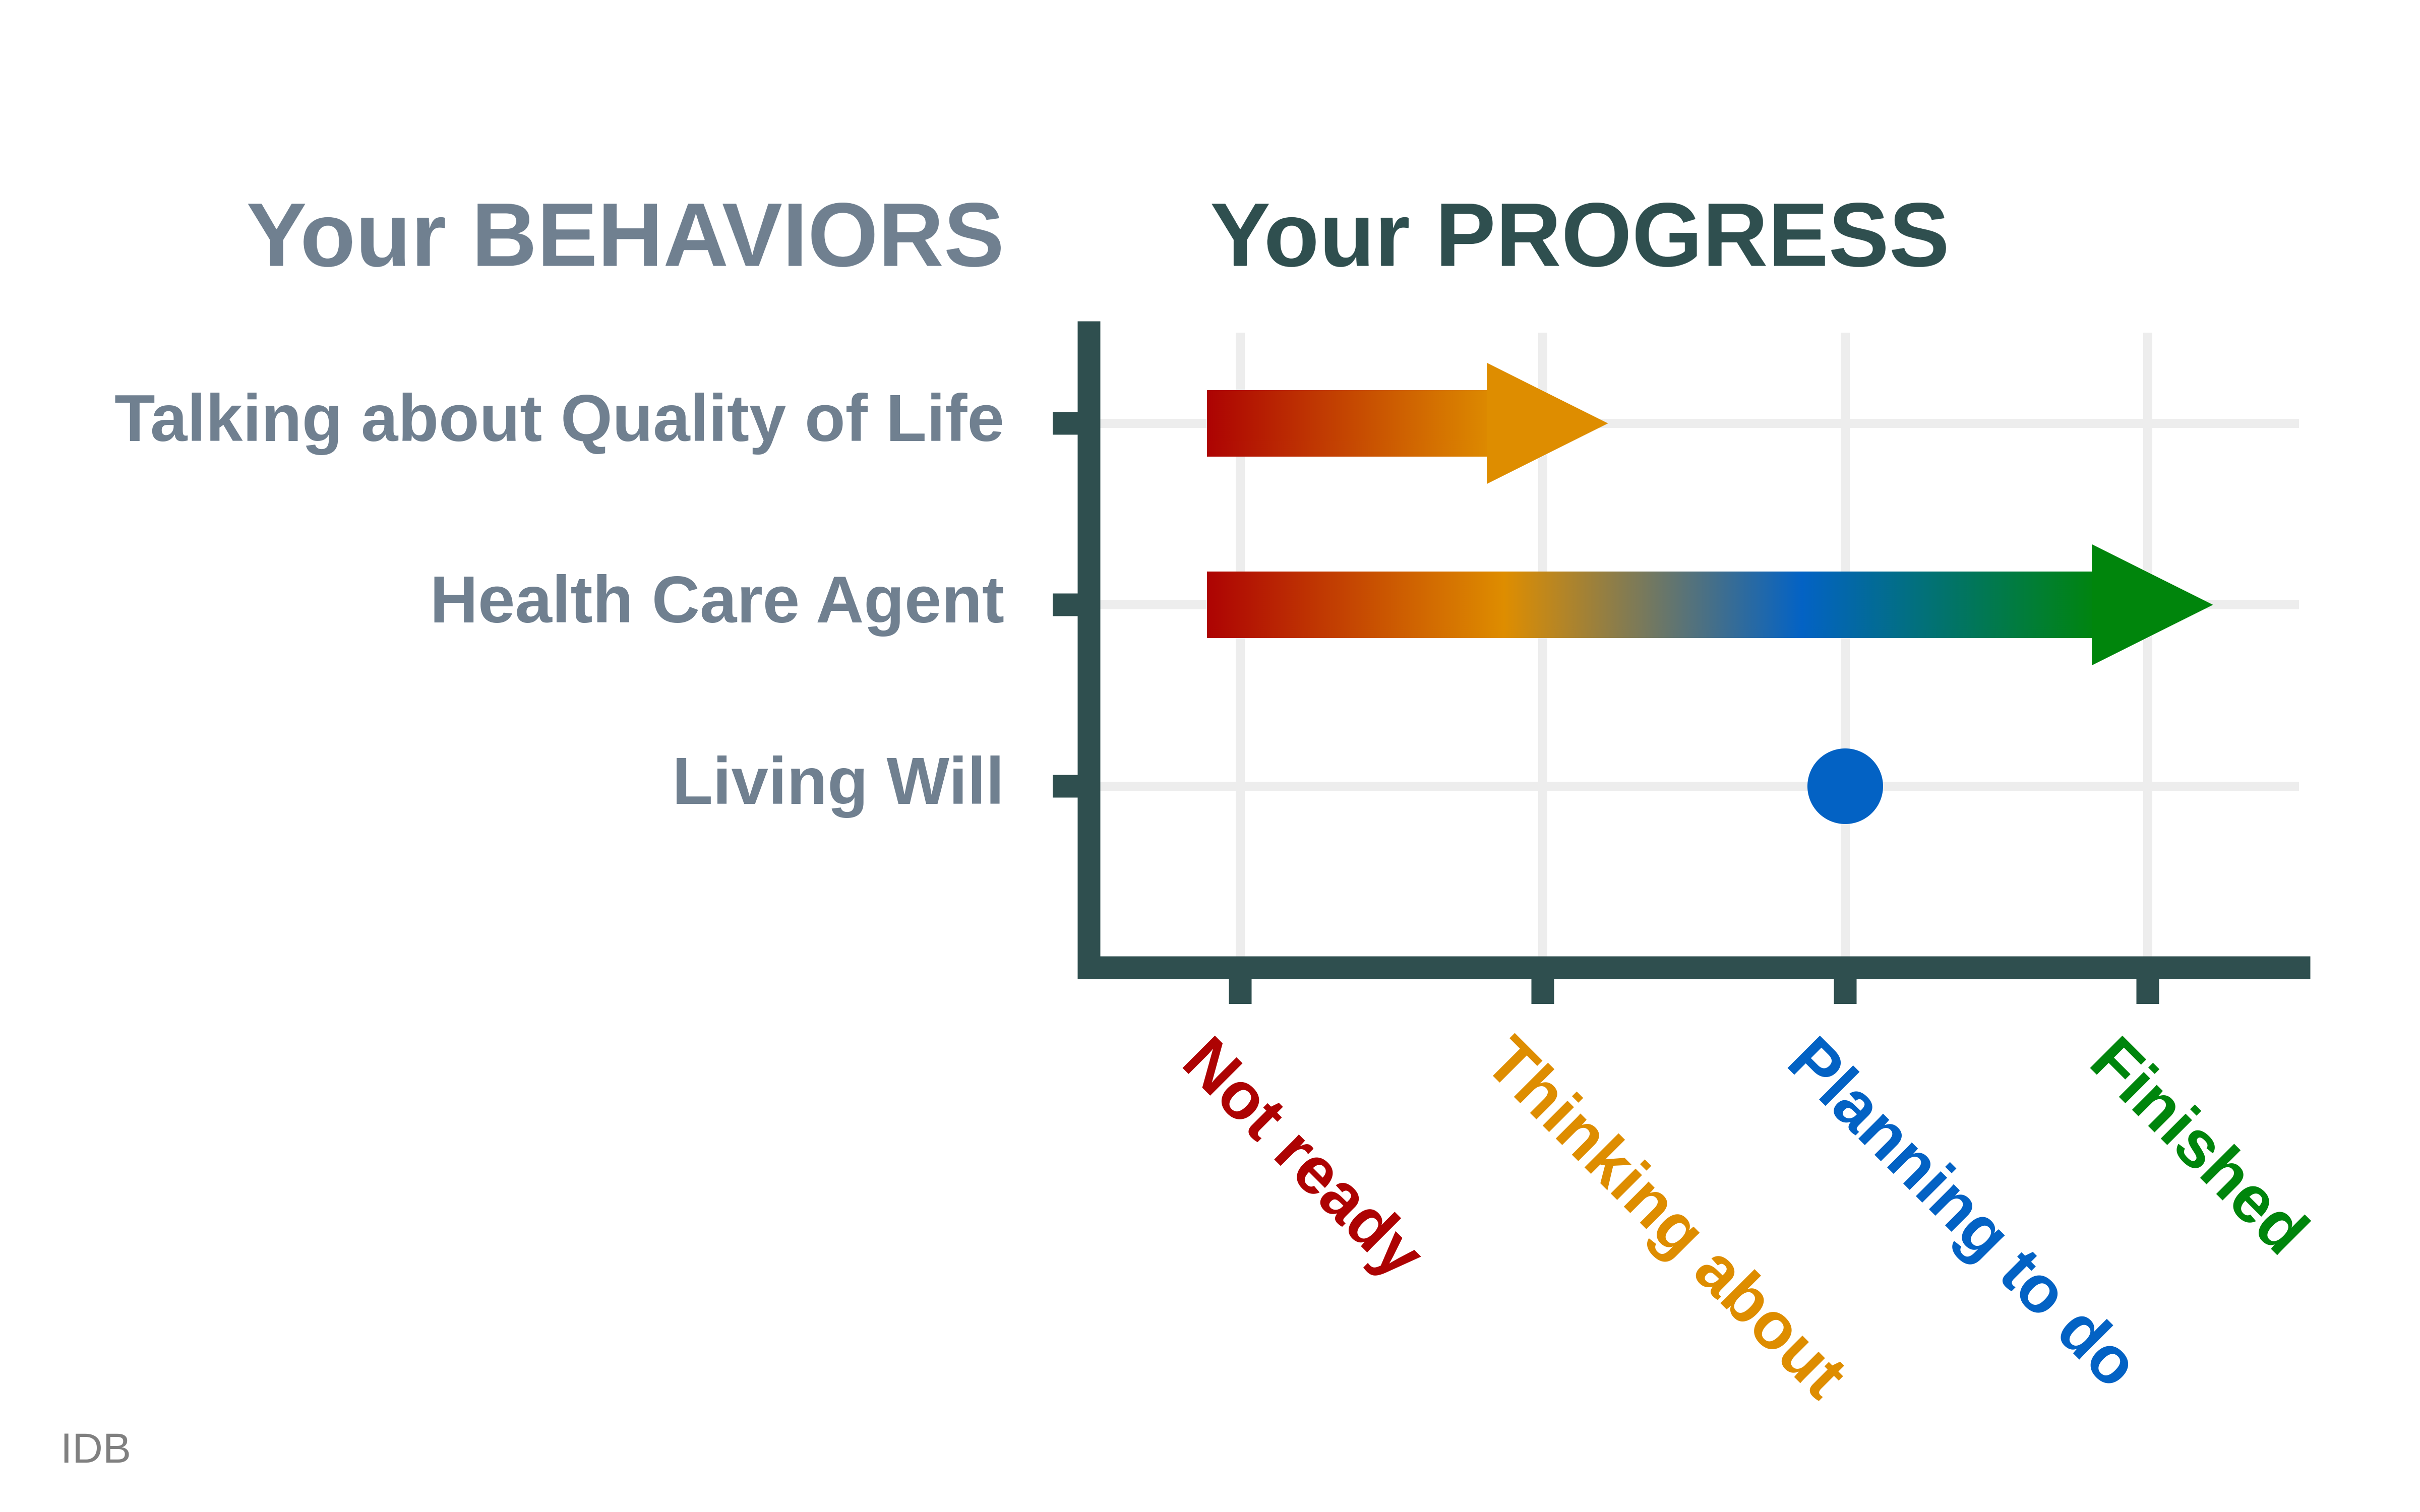 Your BEHAVIORS
Your PROGRESS
Talking about Quality of Life
Health Care Agent
Living Will
Not ready
Thinking about
Planning to do
Finished
IDB